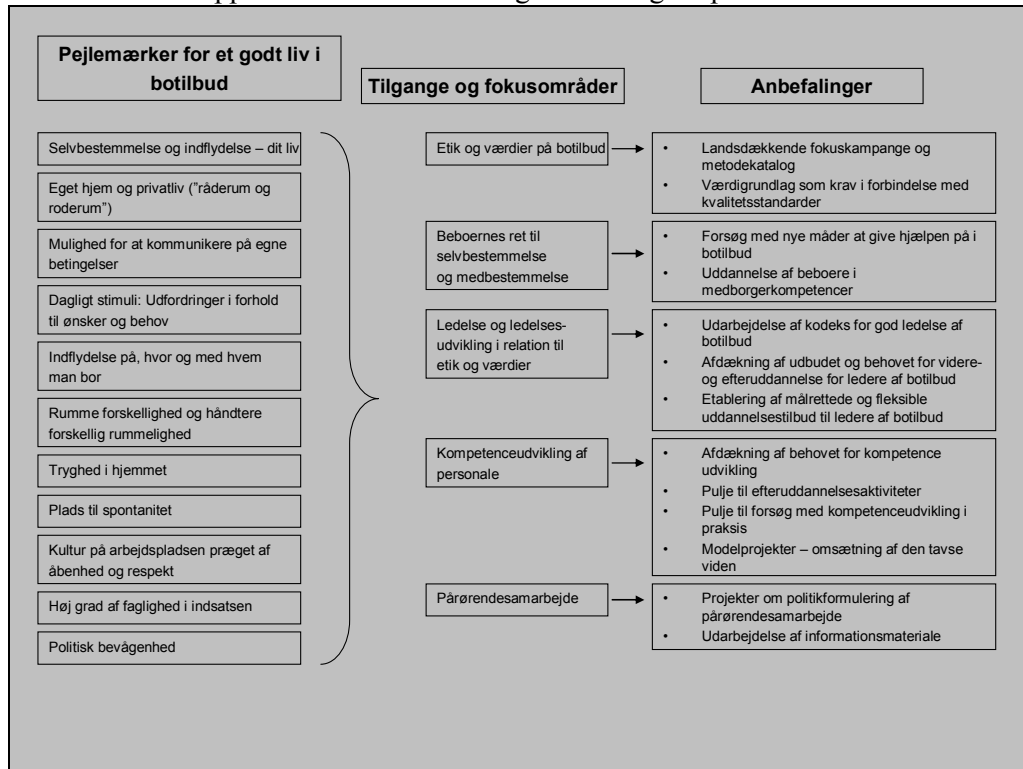 Pejlemærker for et godt liv i
botilbud
Selvbestemmelse og indflydelse – dit liv
Eget hjem og privatliv ("råderum og
roderum")
Mulighed for at kommunikere på egne
betingelser
Dagligt stimuli: Udfordringer i forhold
til ønsker og behov
Indflydelse på, hvor og med hvem
man bor
Rumme forskellighed og håndtere
forskellig rummelighed
Tryghed i hjemmet
Plads til spontanitet
Kultur på arbejdspladsen præget af
åbenhed og respekt
Høj grad af faglighed i indsatsen
Politisk bevågenhed
Tilgange og fokusområder
Etik og værdier på botilbud
Beboernes ret til
selvbestemmelse
og medbestemmelse
Ledelse og ledelses-
udvikling i relation til
etik og værdier
Kompetenceudvikling af
personale
Pårørendesamarbejde
Anbefalinger
• Landsdækkende fokuskampange og
metodekatalog
• Værdigrundlag som krav i forbindelse med
kvalitetsstandarder
• Forsøg med nye måder at give hjælpen på i
botilbud
• Uddannelse af beboere i
medborgerkompetencer
• Udarbejdelse af kodeks for god ledelse af
botilbud
• Afdækning af udbudet og behovet for videre-
og efteruddannelse for ledere af botilbud
• Etablering af målrettede og fleksible
uddannelsestilbud til ledere af botilbud
• Afdækning af behovet for kompetence
udvikling
• Pulje til efteruddannelsesaktiviteter
• Pulje til forsøg med kompetenceudvikling i
praksis
• Modelprojekter – omsætning af den tavse
viden
• Projekter om politikformulering af
pårørendesamarbejde
• Udarbejdelse af informationsmateriale